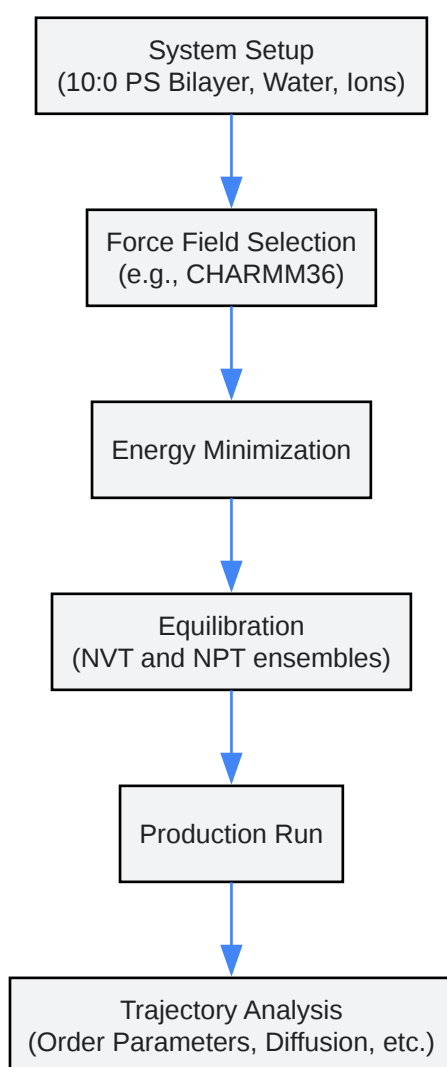 System Setup
(10:0 PS Bilayer, Water, Ions)
Force Field Selection
(e.g., CHARMM36)
Energy Minimization
Equilibration
(NVT and NPT ensembles)
Production Run
Trajectory Analysis
(Order Parameters, Diffusion, etc.)